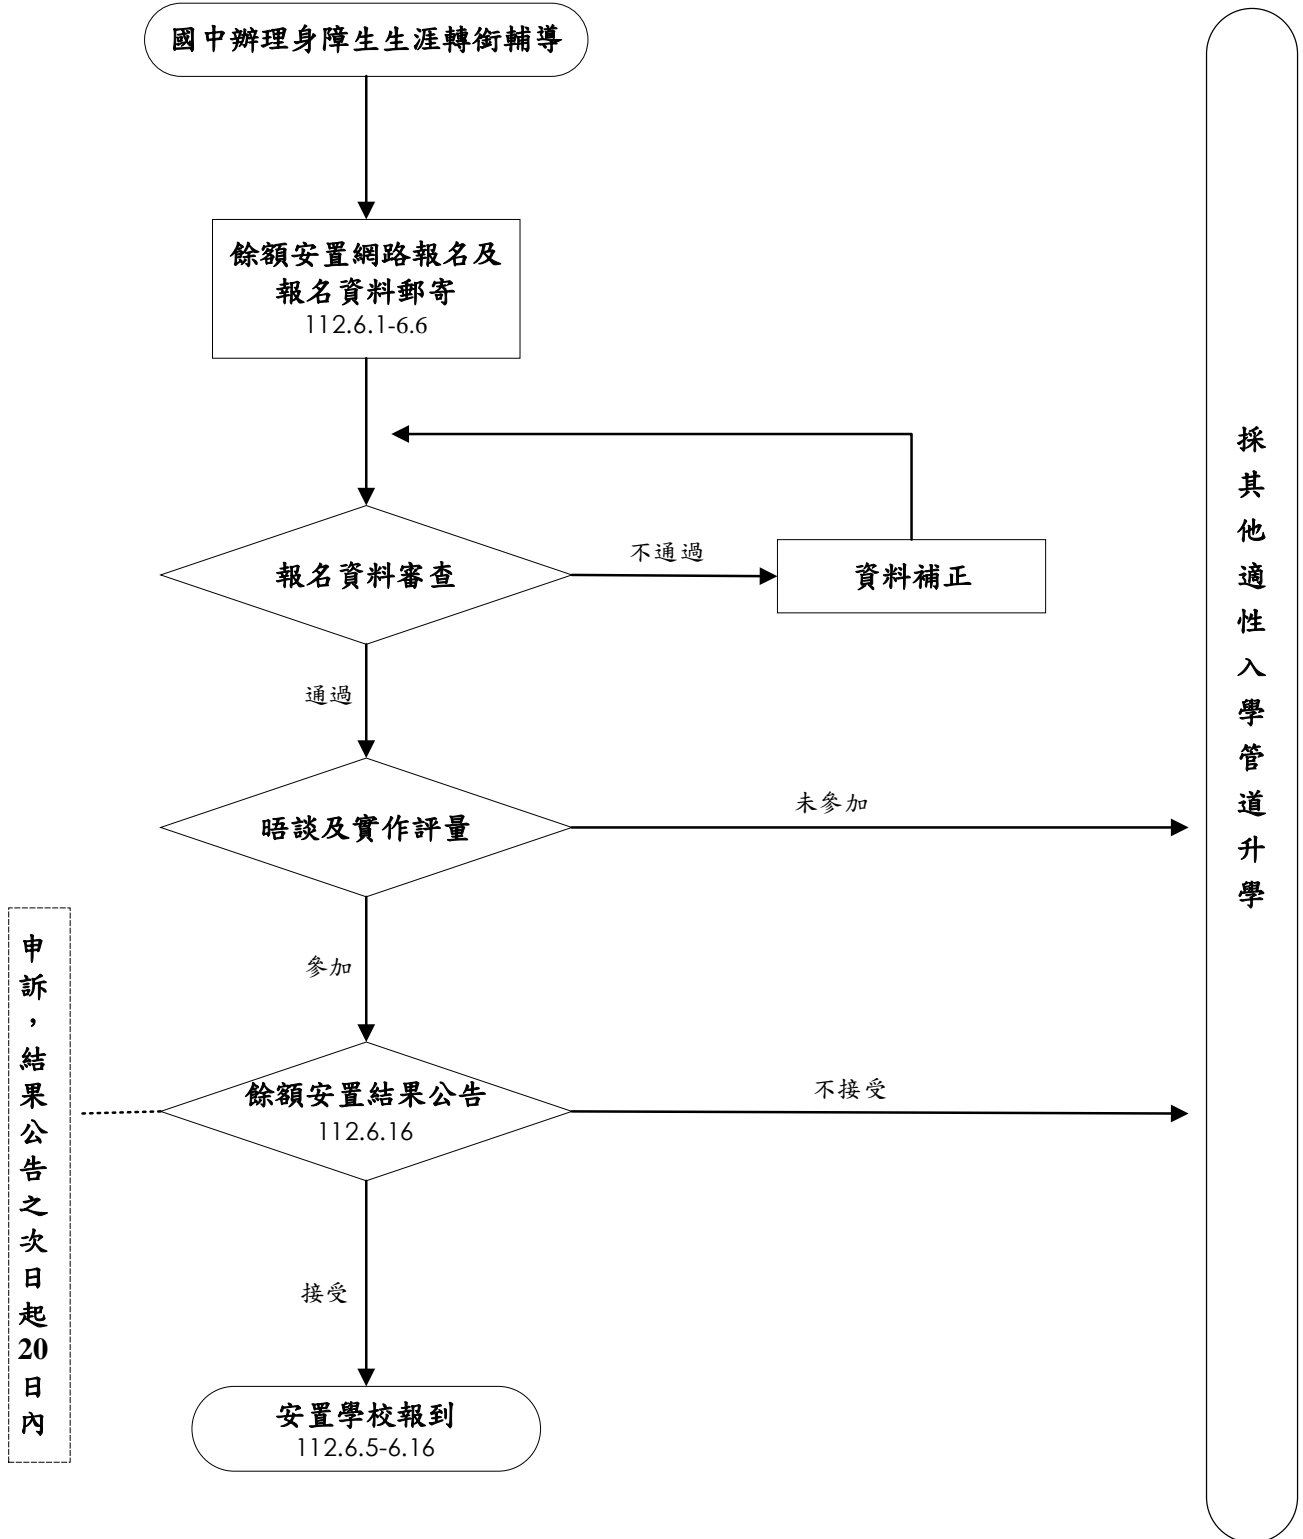 國中辦理身障生生涯轉銜輔導
餘額安置網路報名及
報名資料郵寄
112.6.1-6.6
報名資料審查
不通過
資料補正
通過
晤談及實作評量
未參加
參加
餘額安置結果公告
112.6.16
不接受
接受
安置學校報到
112.6.5-6.16
申訴，結果公告之次日起20日內
採其他適性入學管道升學